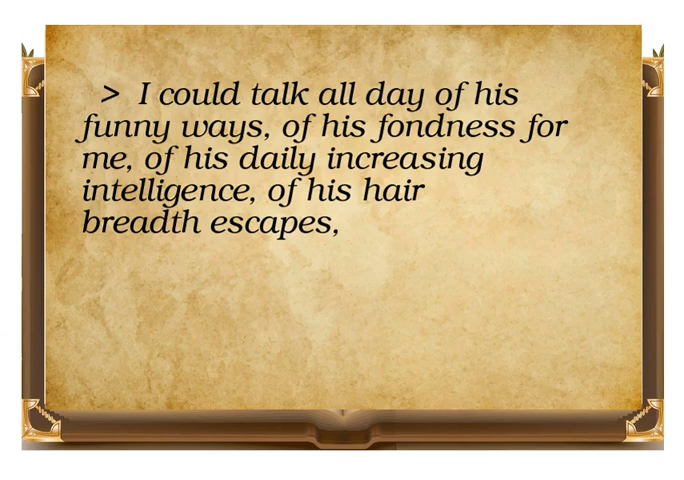 > I could talk all day of his
funny ways, of his fondness for
me, of his daily increasing
intelligence, of his hair
breadth escapes,